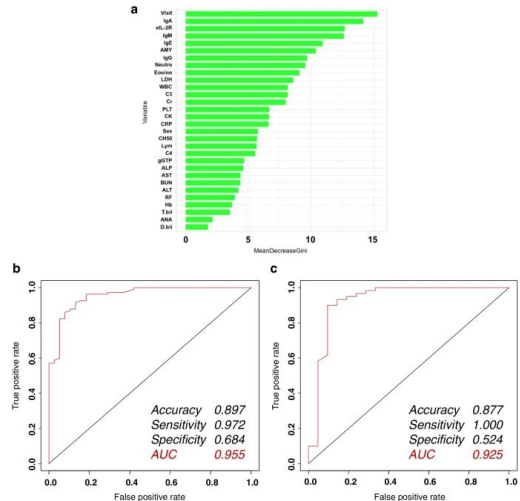 a
Variable
Visit
IgA
sIL-2R
IgM
IgE
AMY
IgG
Neutro
Eosino
LDH
WBC
C3
Cr
PLT
CK
CRP
Sex
CH50
Lym
C4
gGTP
ALP
AST
BUN
ALT
RF
Hb
T.bil
ANA
D.bil
0 5 10 15
MeanDecreaseGini
b
True positive rate
1.0
0.8
0.6
0.4
0.2
0.0
Accuracy 0.897
Sensitivity 0.972
Specificity 0.684
AUC 0.955
0.0 0.2 0.4 0.6 0.8 1.0
False positive rate
c
True positive rate
1.0
0.8
0.6
0.4
0.2
0.0
Accuracy 0.877
Sensitivity 1.000
Specificity 0.524
AUC 0.925
0.0 0.2 0.4 0.6 0.8 1.0
False positive rate